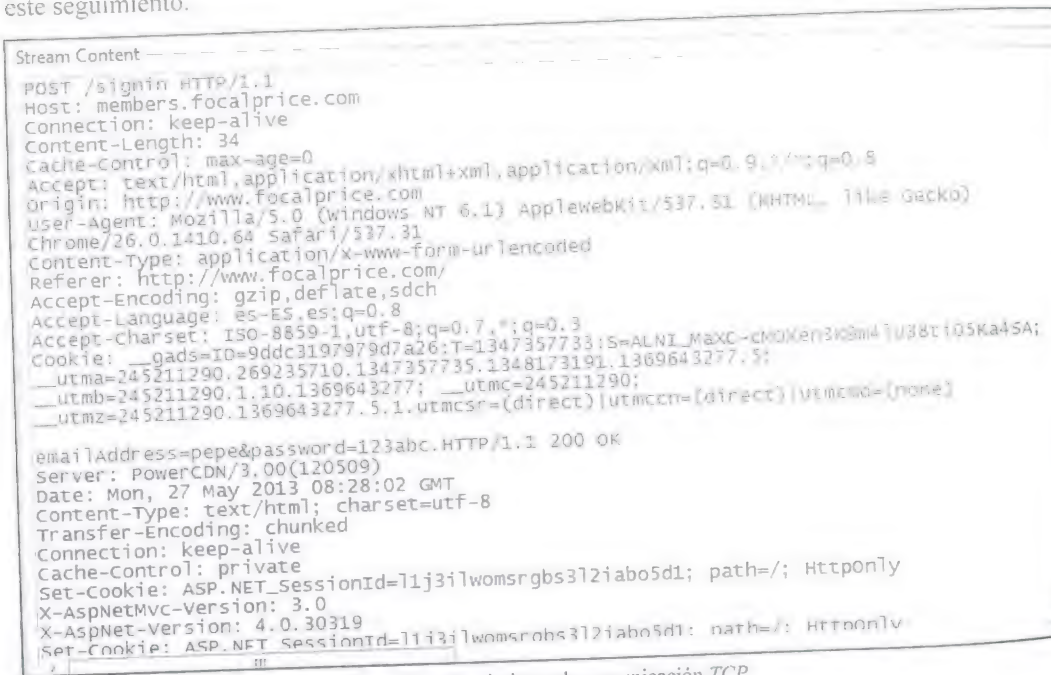 este seguimiento.
Stream Content
POST /signin HTTP/1.1
Host: members.focalprice.com
Connection: keep-alive
Content-Length: 34
Cache-Control: max-age=0
Accept: text/html,application/xhtml+xml,application/xml;q=0.9,*/*;q=0.8
Origin: http://www.focalprice.com
User-Agent: Mozilla/5.0 (Windows NT 6.1) AppleWebKit/537.31 (KHTML, like Gecko)
Chrome/26.0.1410.64 Safari/537.31
Content-Type: application/x-www-form-urlencoded
Referer: http://www.focalprice.com/
Accept-Encoding: gzip,deflate,sdch
Accept-Language: es-ES,es;q=0.8
Accept-Charset: ISO-8859-1,utf-8;q=0.7,*;q=0.3
Cookie:
__utma=245211290.269235710.1347357735.1348173191.1369643277.5;
__utmb=245211290.1.10.1369643277; __utmc=245211290;
__utmz=245211290.1369643277.5.1.utmcsr=(direct)|utmccn=(direct)|utmcmd=(none)
emailAddress=pepe&password=123abc.HTTP/1.1 200 OK
Server: PowerCDN/3.00(120509)
Date: Mon, 27 May 2013 08:28:02 GMT
Content-Type: text/html; charset=utf-8
Transfer-Encoding: chunked
Connection: keep-alive
Cache-Control: private
Set-Cookie: ASP.NET_SessionId=l1j3ilwomsrgbs3l2iabo5d1; path=/; HttpOnly
X-AspNetMvc-Version: 3.0
X-AspNet-Version: 4.0.30319
Set-Cookie: ASP.NET_SessionId=l1j3ilwomsrgbs3l2iabo5d1; path=/; HttpOnly
TCP